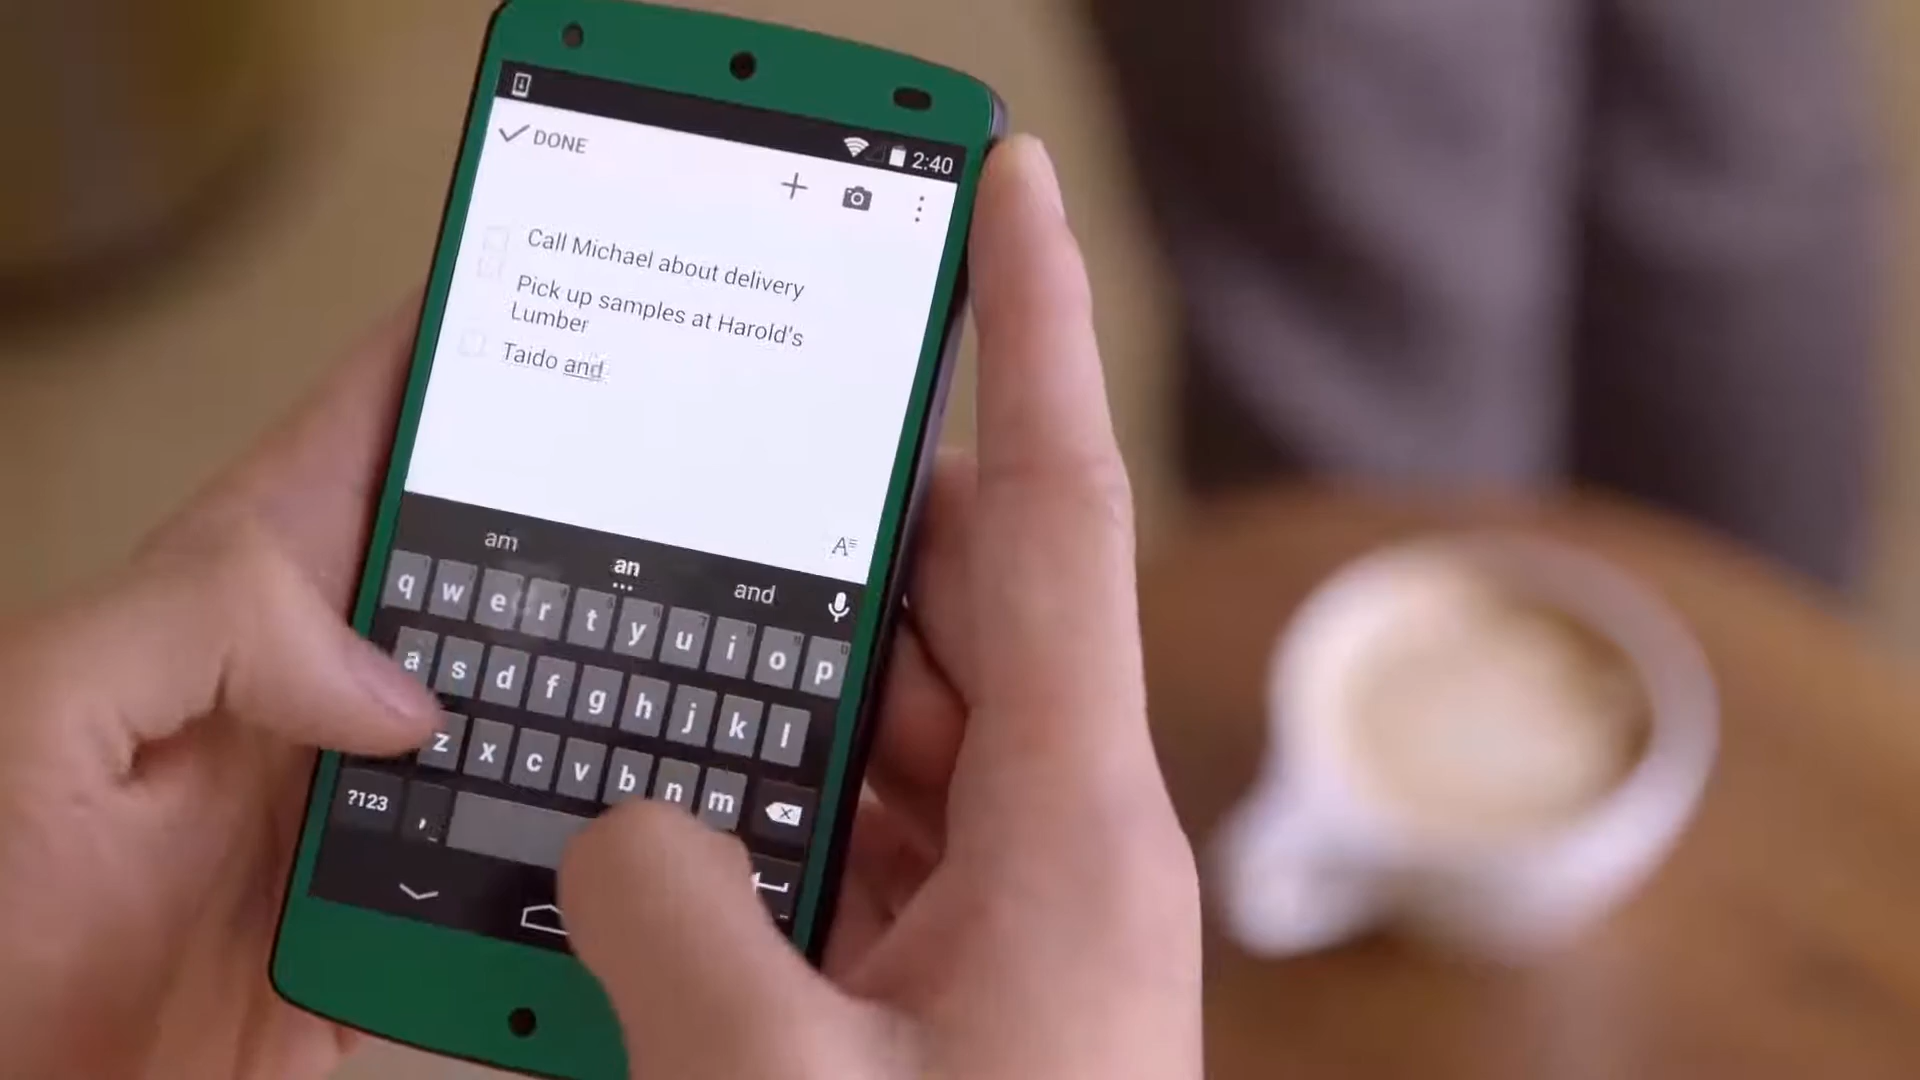 2:40
DONE
Call Michael about delivery
Pick up samples at Harold's
Lumber
Taido and
am an and
q w e r t y u i o p
a s d f g h j k l
z x c v b n m
?123 ,